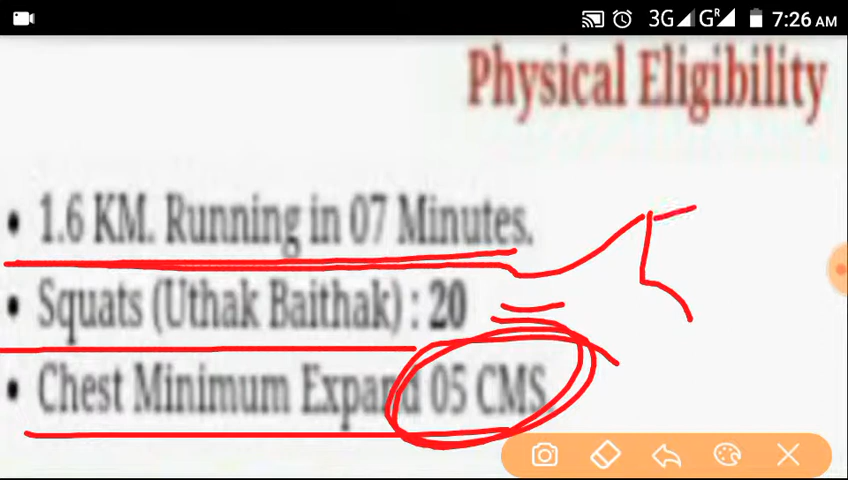 3G GR 7:26 AM
Physical Eligibility
• 1.6 KM. Running in 07 Minutes.
• Squats (Uthak Baithak) : 20
• Chest Minimum Expand 05 CMS.